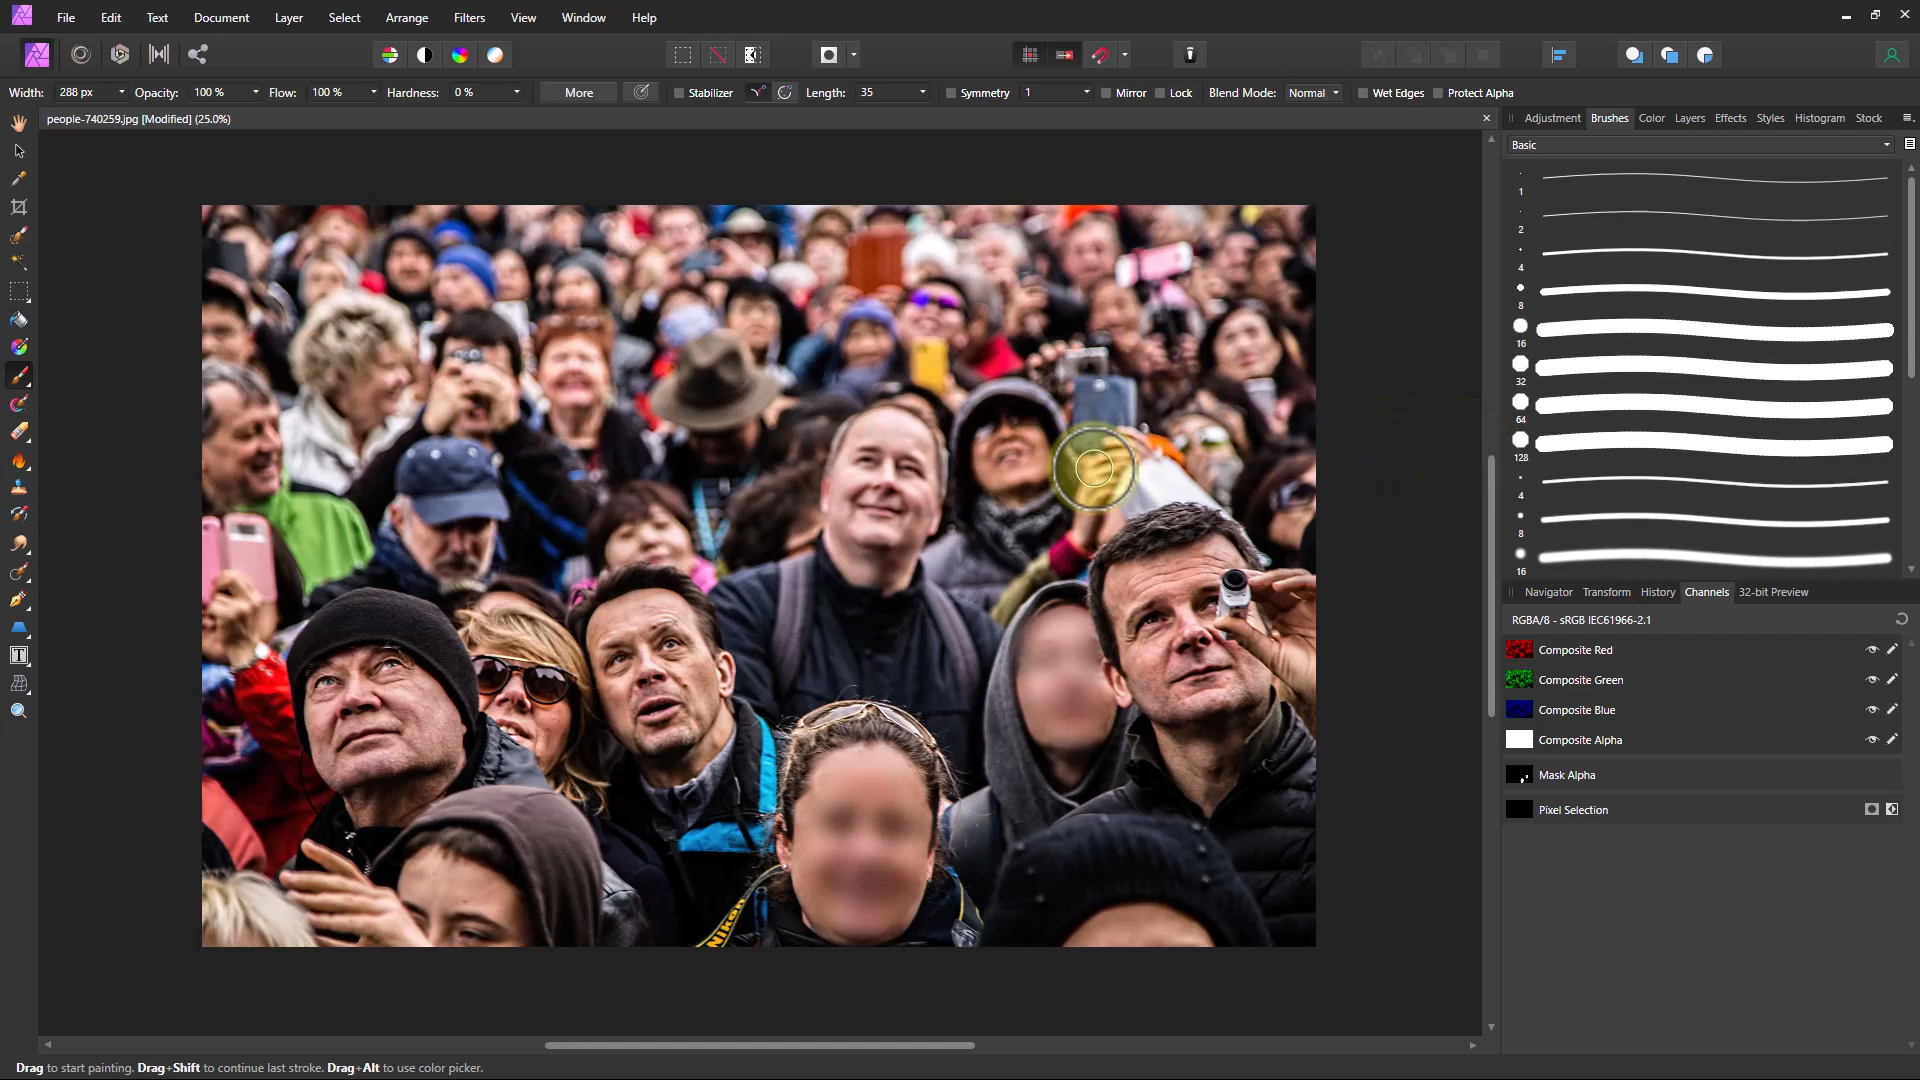 File Edit Text Document Layer Select Arrange Filters View Window Help
Width: 288 px Opacity: 100 % Flow: 100 % Hardness: 0 % More Stabilizer Length: 35 Symmetry 1 Mirror Lock Blend Mode: Normal Wet Edges Protect Alpha
people-740259.jpg [Modified] (25.0%)
Adjustment Brushes Color Layers Effects Styles Histogram Stock
Basic
1
2
4
8
16
32
64
128
4
8
16
Navigator Transform History Channels 32-bit Preview
RGBA/8 - sRGB IEC61966-2.1
Composite Red
Composite Green
Composite Blue
Composite Alpha
Mask Alpha
Pixel Selection
Nikon
Drag to start painting. Drag+Shift to continue last stroke. Drag+Alt to use color picker.